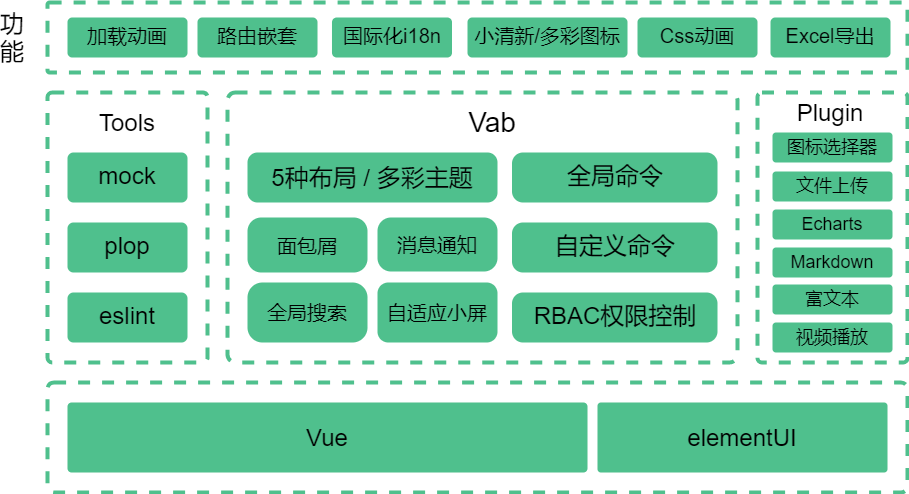 功能
加载动画
路由嵌套
国际化i18n
小清新/多彩图标
Css动画
Excel导出
Tools
mock
plop
eslint
Vab
5种布局 / 多彩主题
全局命令
面包屑
消息通知
自定义命令
全局搜索
自适应小屏
RBAC权限控制
Plugin
图标选择器
文件上传
Echarts
Markdown
富文本
视频播放
Vue
elementUI